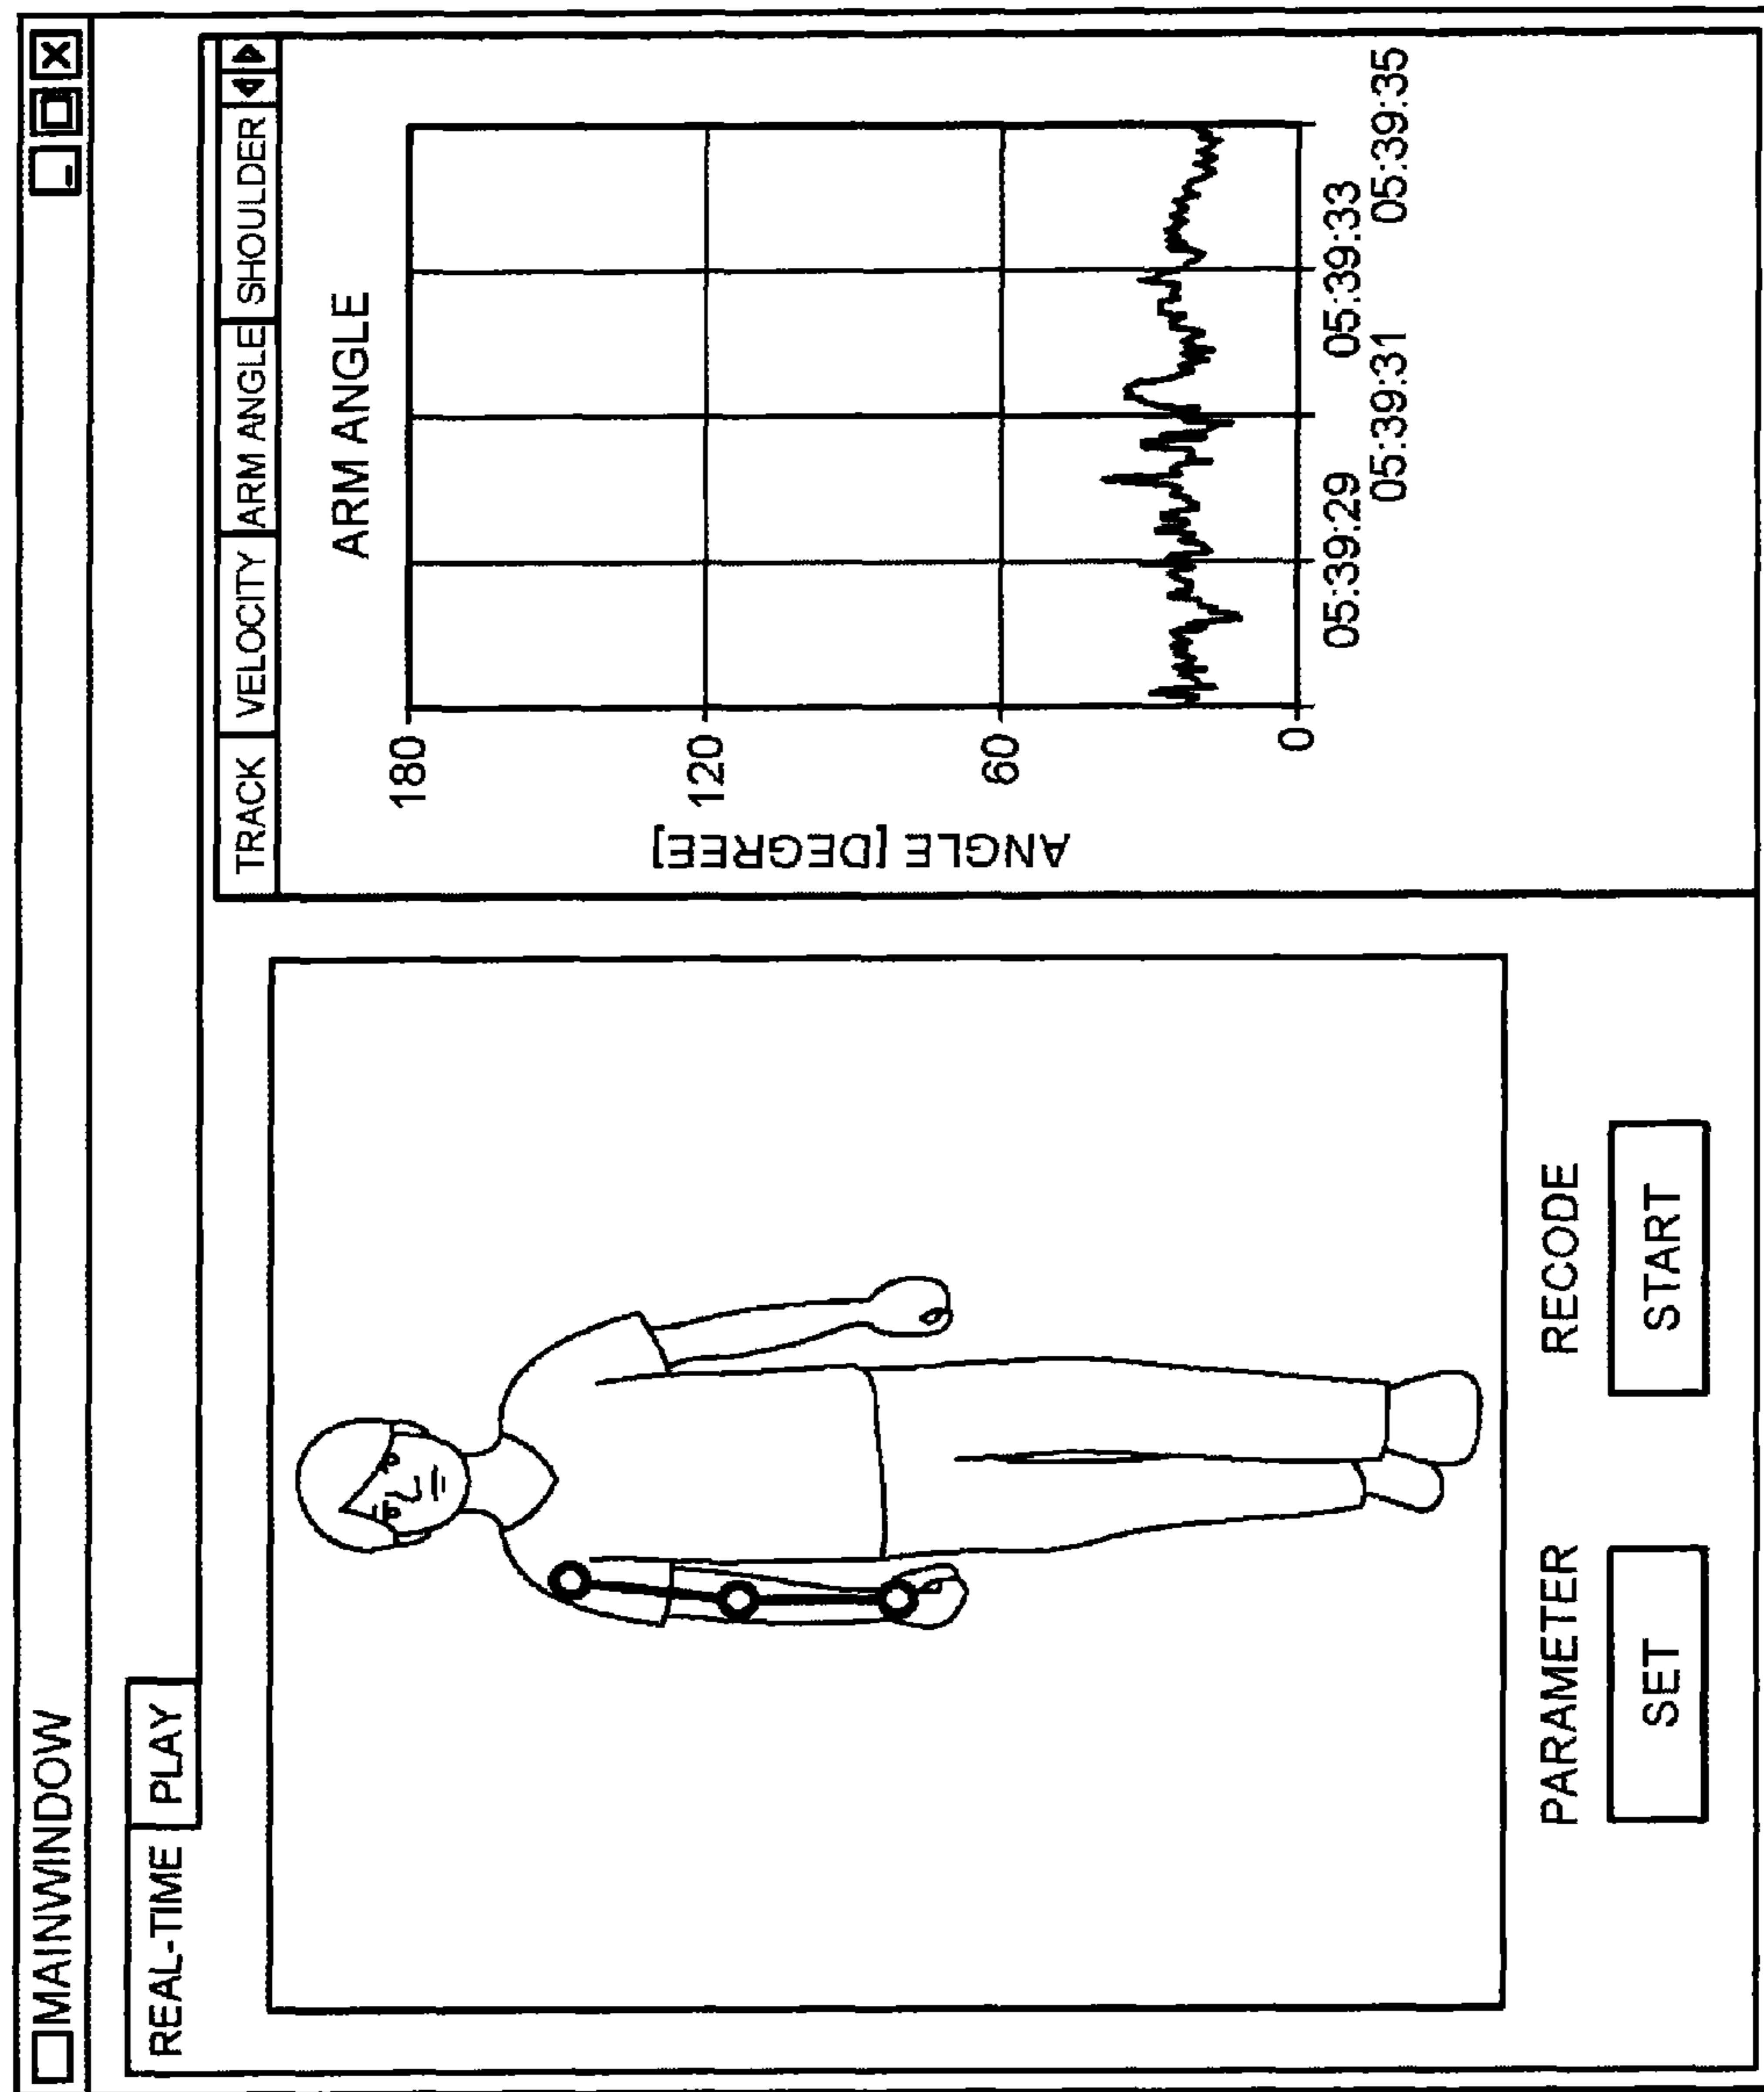 MAINWINDOW
REAL-TIME
PLAY
PARAMETER
RECODE
SET
START
TRACK
VELOCITY
ARM ANGLE
SHOULDER
ARM ANGLE
ANGLE [DEGREE]
180
120
60
0
05:39:29
05:39:33
05:39:31
05:39:35